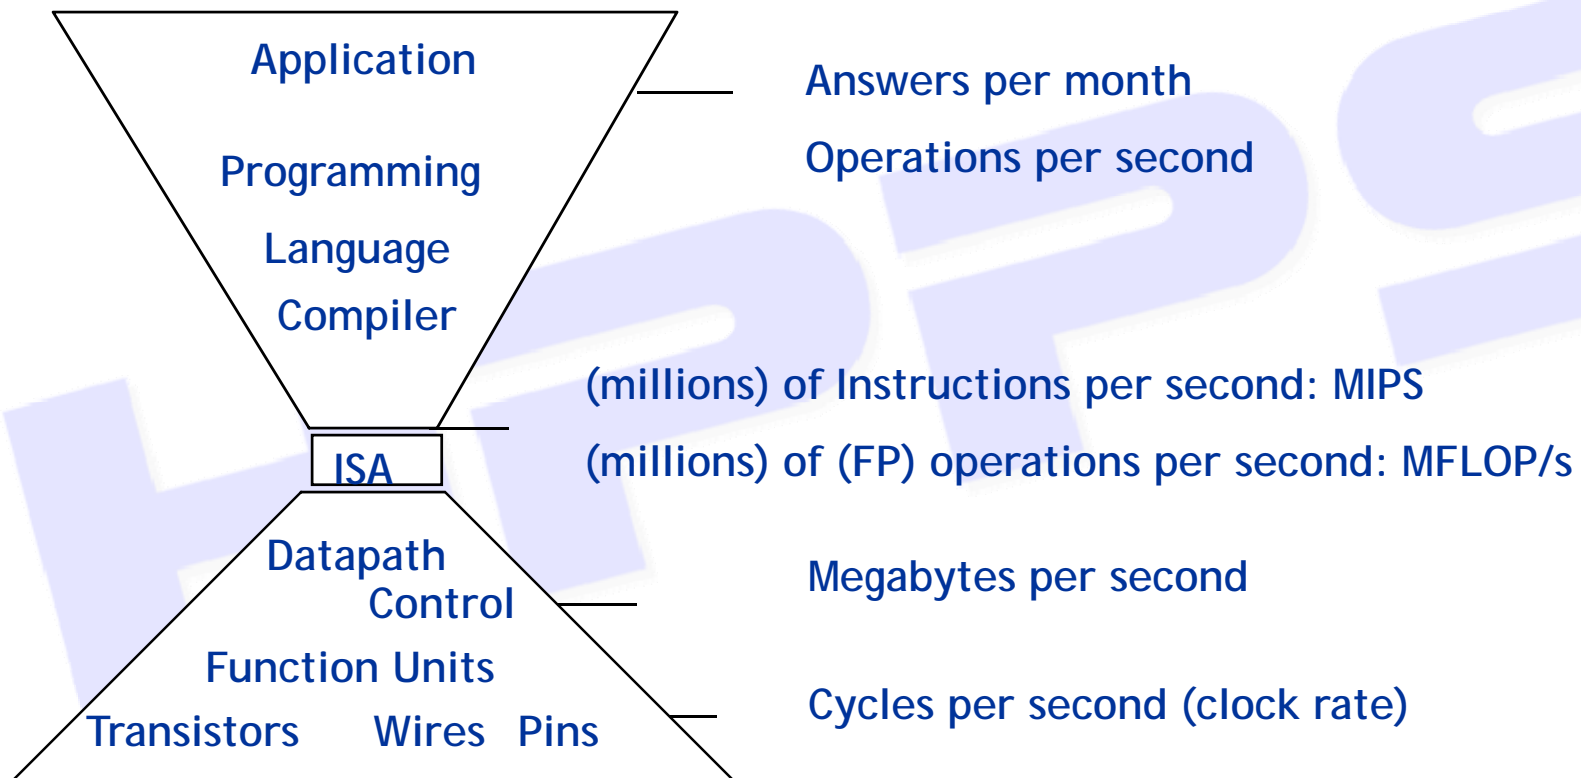 Application
Answers per month
Programming
Operations per second
Language
Compiler
(millions) of Instructions per second: MIPS
ISA
(millions) of (FP) operations per second: MFLOP/s
Datapath
Control
Megabytes per second
Function Units
Transistors Wires Pins
Cycles per second (clock rate)
HPPS